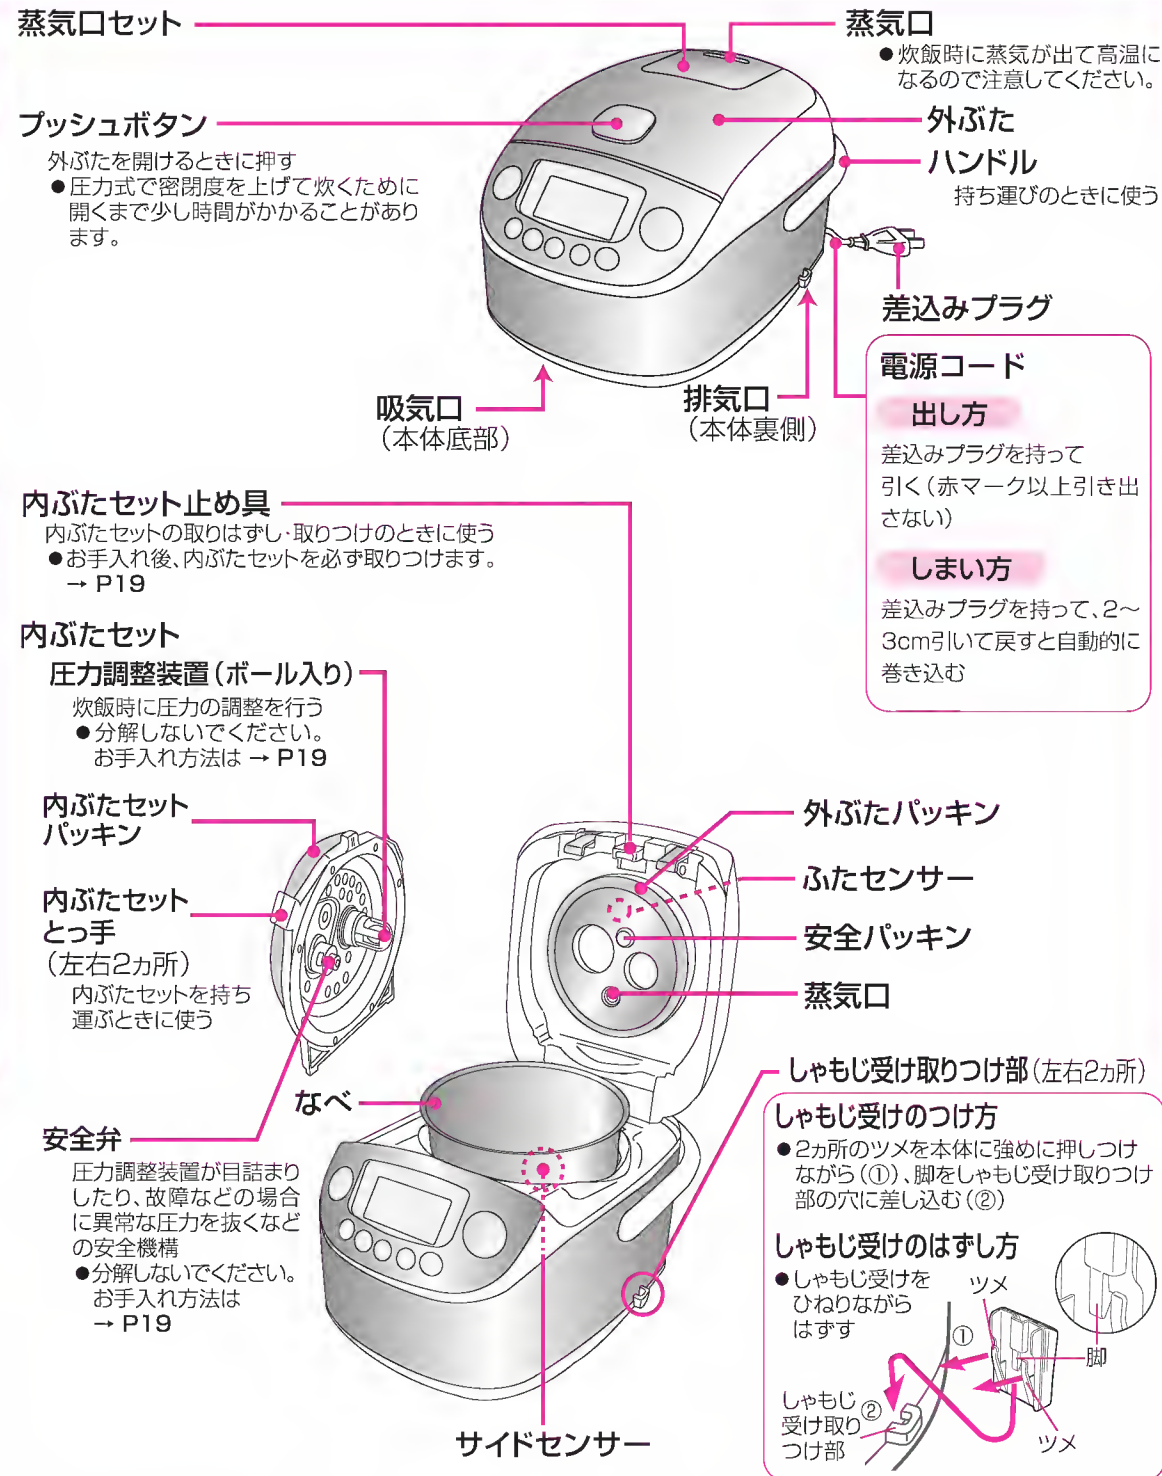 蒸気口セット
蒸気口
●炊飯時に蒸気が出て高温に
なるので注意してください。
プッシュボタン
外ぶたを開けるときに押す
●圧力式で密閉度を上げて炊くために
開くまで少し時間がかかることがあり
ます。
外ぶた
ハンドル
持ち運びのときに使う
差込みプラグ
吸気口
（本体底部）
排気口
（本体裏側）
電源コード
出し方
差込みプラグを持って
引く（赤マーク以上引き出
さない）
しまい方
差込みプラグを持って、2～
3cm引いて戻すと自動的に
巻き込む
内ぶたセット止め具
内ぶたセットの取りはずし・取りつけのときに使う
●お手入れ後、内ぶたセットを必ず取りつけます。
→ P19
内ぶたセット
圧力調整装置（ボール入り）
炊飯時に圧力の調整を行う
●分解しないでください。
お手入れ方法は → P19
内ぶたセット
パッキン
内ぶたセット
とっ手
（左右2ヵ所）
内ぶたセットを持ち
運ぶときに使う
なべ
安全弁
圧力調整装置が目詰まり
したり、故障などの場合
に異常な圧力を抜くなど
の安全機構
●分解しないでください。
お手入れ方法は
→ P19
外ぶたパッキン
ふたセンサー
安全パッキン
蒸気口
サイドセンサー
しゃもじ受け取りつけ部（左右2ヵ所）
しゃもじ受けのつけ方
●2ヵ所のツメを本体に強めに押しつけ
ながら（①）、脚をしゃもじ受け取りつけ
部の穴に差し込む（②）
しゃもじ受けのはずし方
●しゃもじ受けを
ひねりながら
はずす
ツメ
①
脚
しゃもじ
受け取り
つけ部
②
ツメ